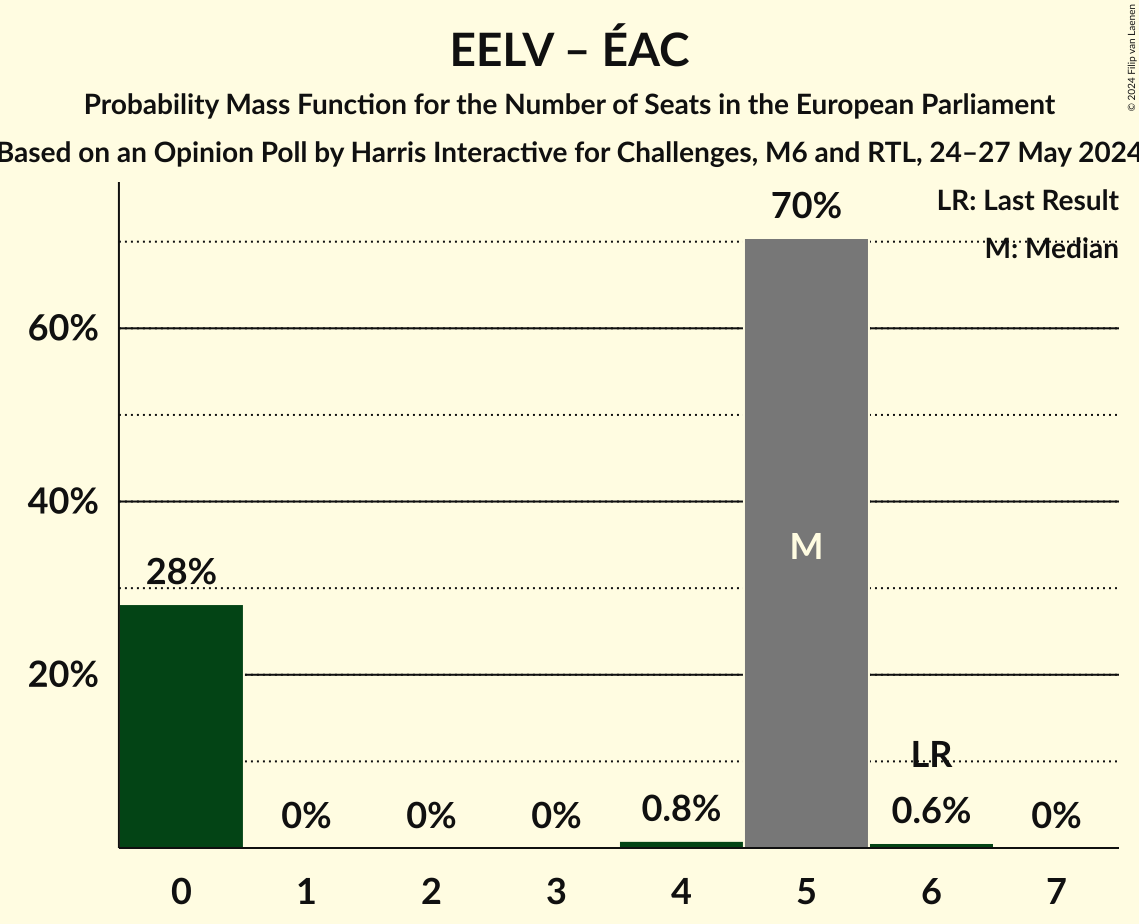 EELV – ÉAC
Probability Mass Function for the Number of Seats in the European Parliament
Based on an Opinion Poll by Harris Interactive for Challenges, M6 and RTL, 24–27 May 2024
© 2024 Filip van Laenen
LR: Last Result
M: Median
70%
60%
40%
20%
28%
0%
0%
0%
0.8%
M
LR
0.6%
0%
0 1 2 3 4 5 6 7